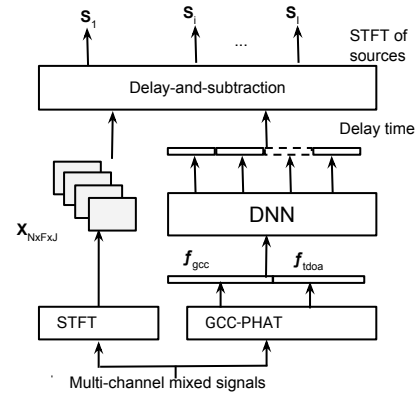 S1 Si ... SI
STFT of
sources
Delay-and-subtraction
Delay time
XNxFxJ
DNN
fgcc ftdoa
STFT GCC-PHAT
Multi-channel mixed signals